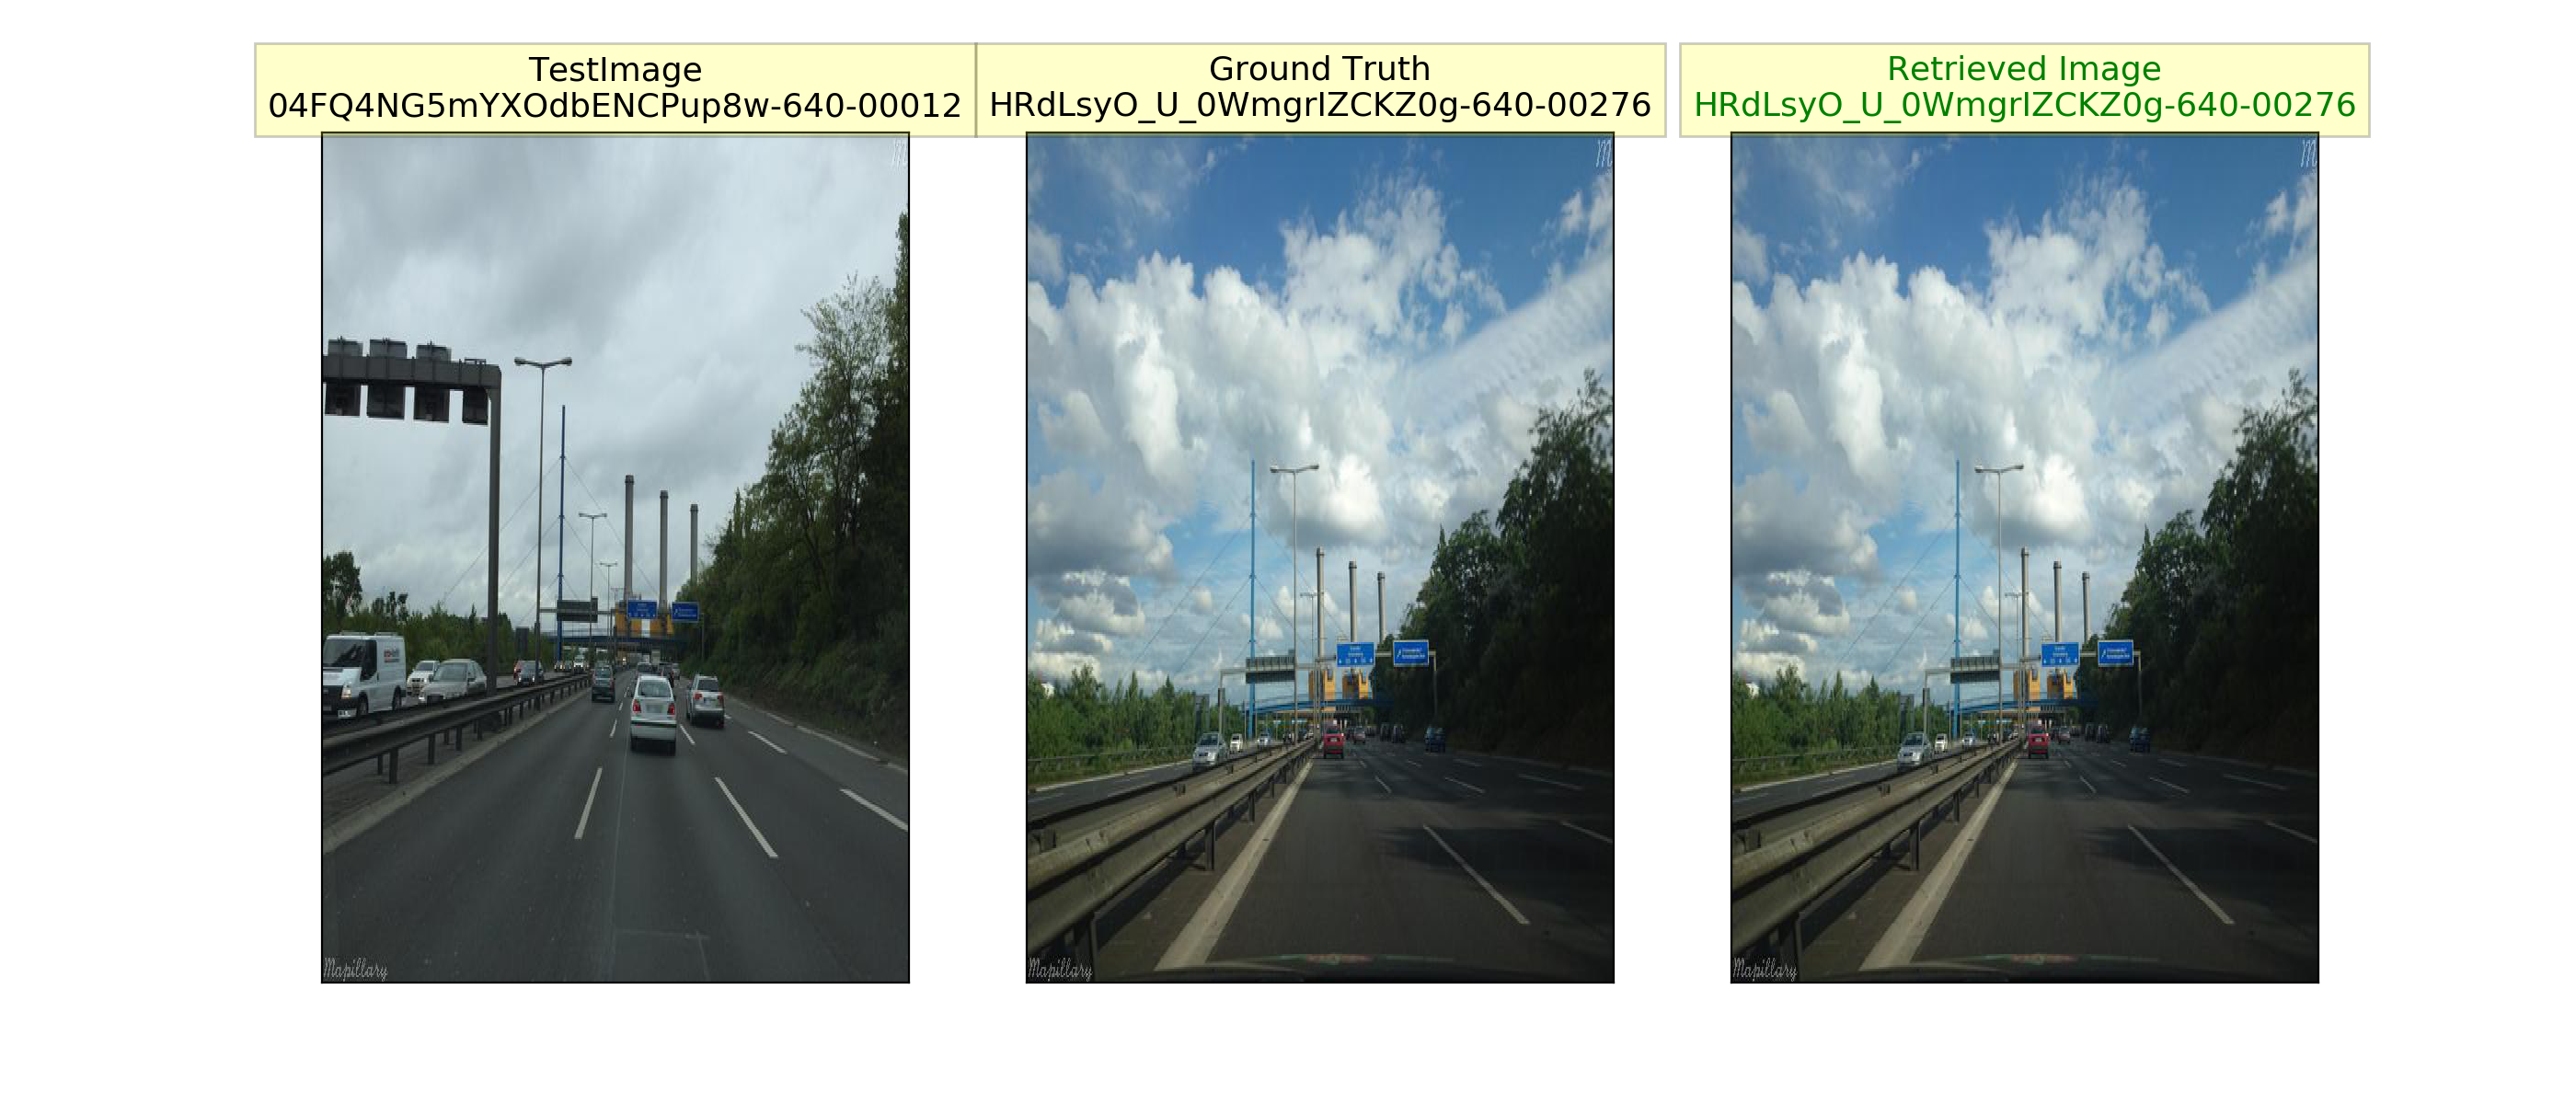 TestImage
04FQ4NG5mYXOdbENCPup8w-640-00012
Ground Truth
HRdLsyO_U_0WmgrIZCKZ0g-640-00276
Retrieved Image
HRdLsyO_U_0WmgrIZCKZ0g-640-00276
M
M
M
Mapillary
Mapillary
Mapillary